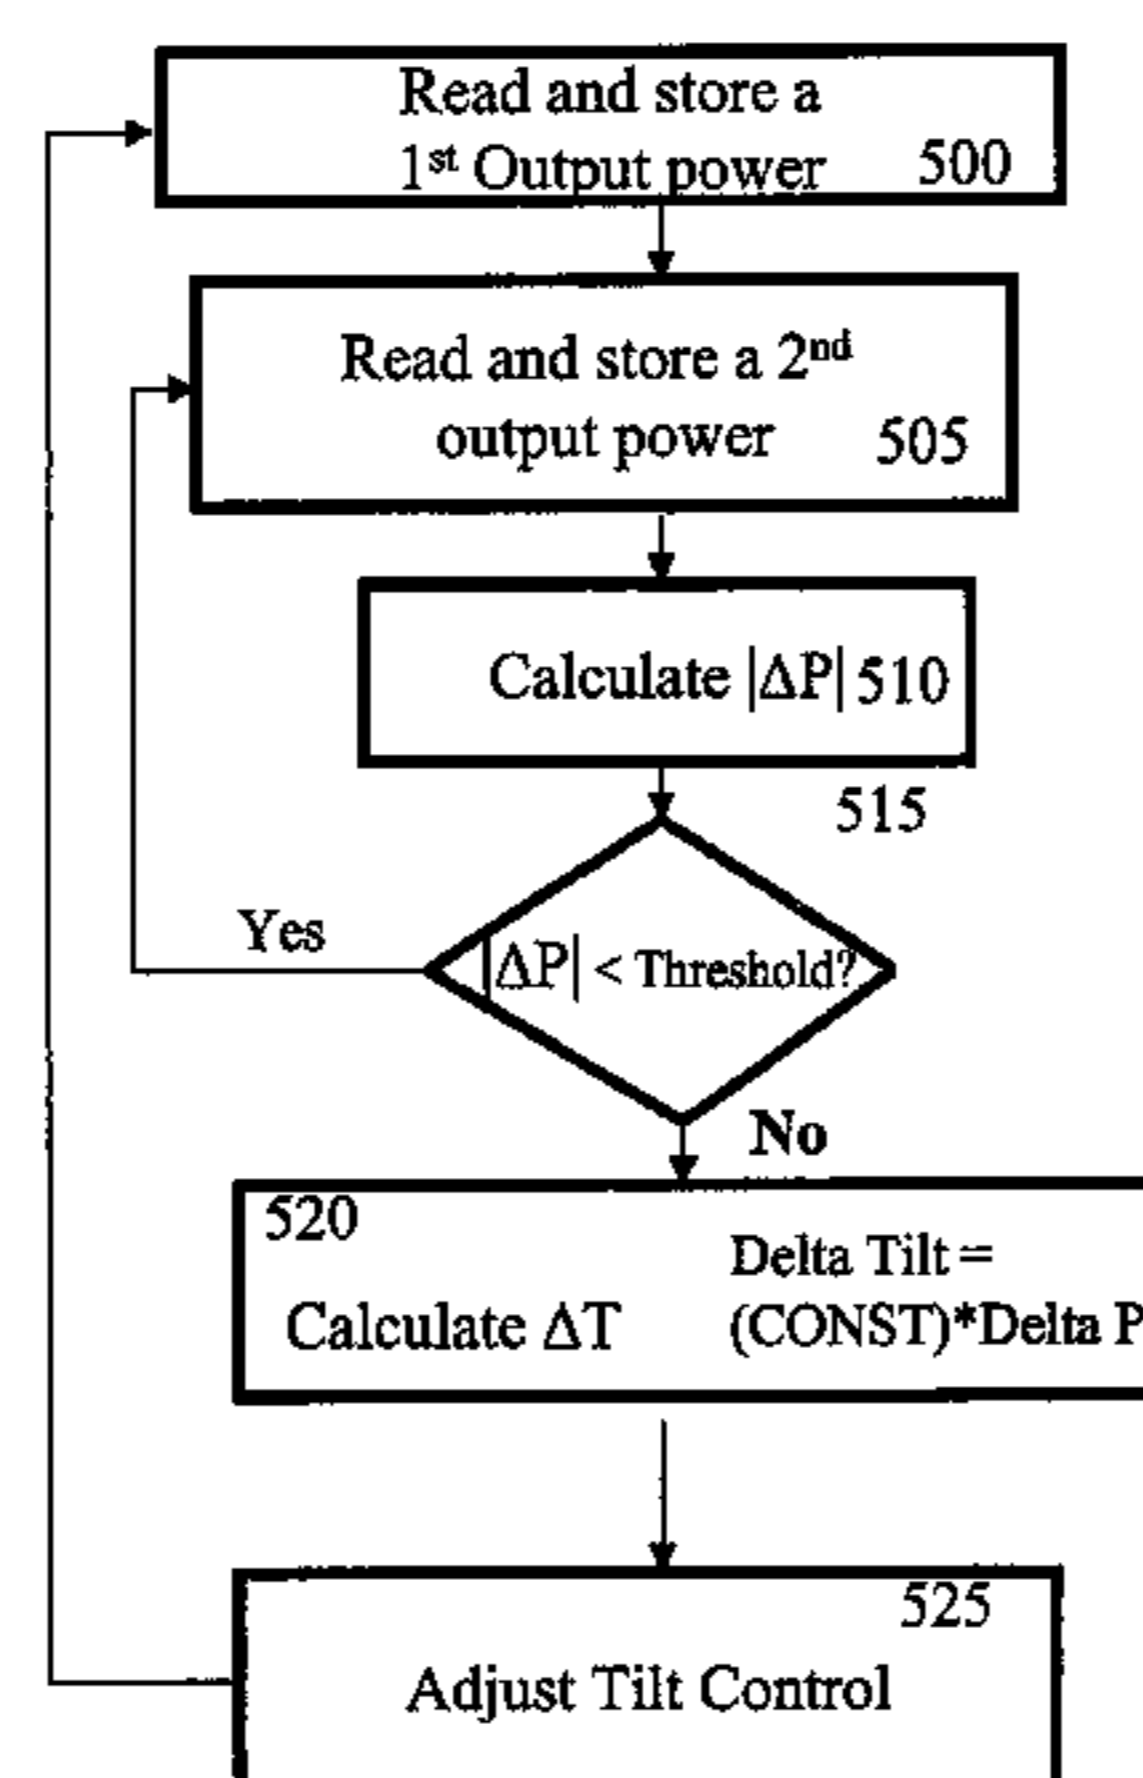 Read and store a
1st Output power 500
Read and store a 2nd
output power 505
Calculate |ΔP| 510
515
Yes
|ΔP| < Threshold?
No
520
Delta Tilt =
Calculate ΔT (CONST)*Delta P
525
Adjust Tilt Control